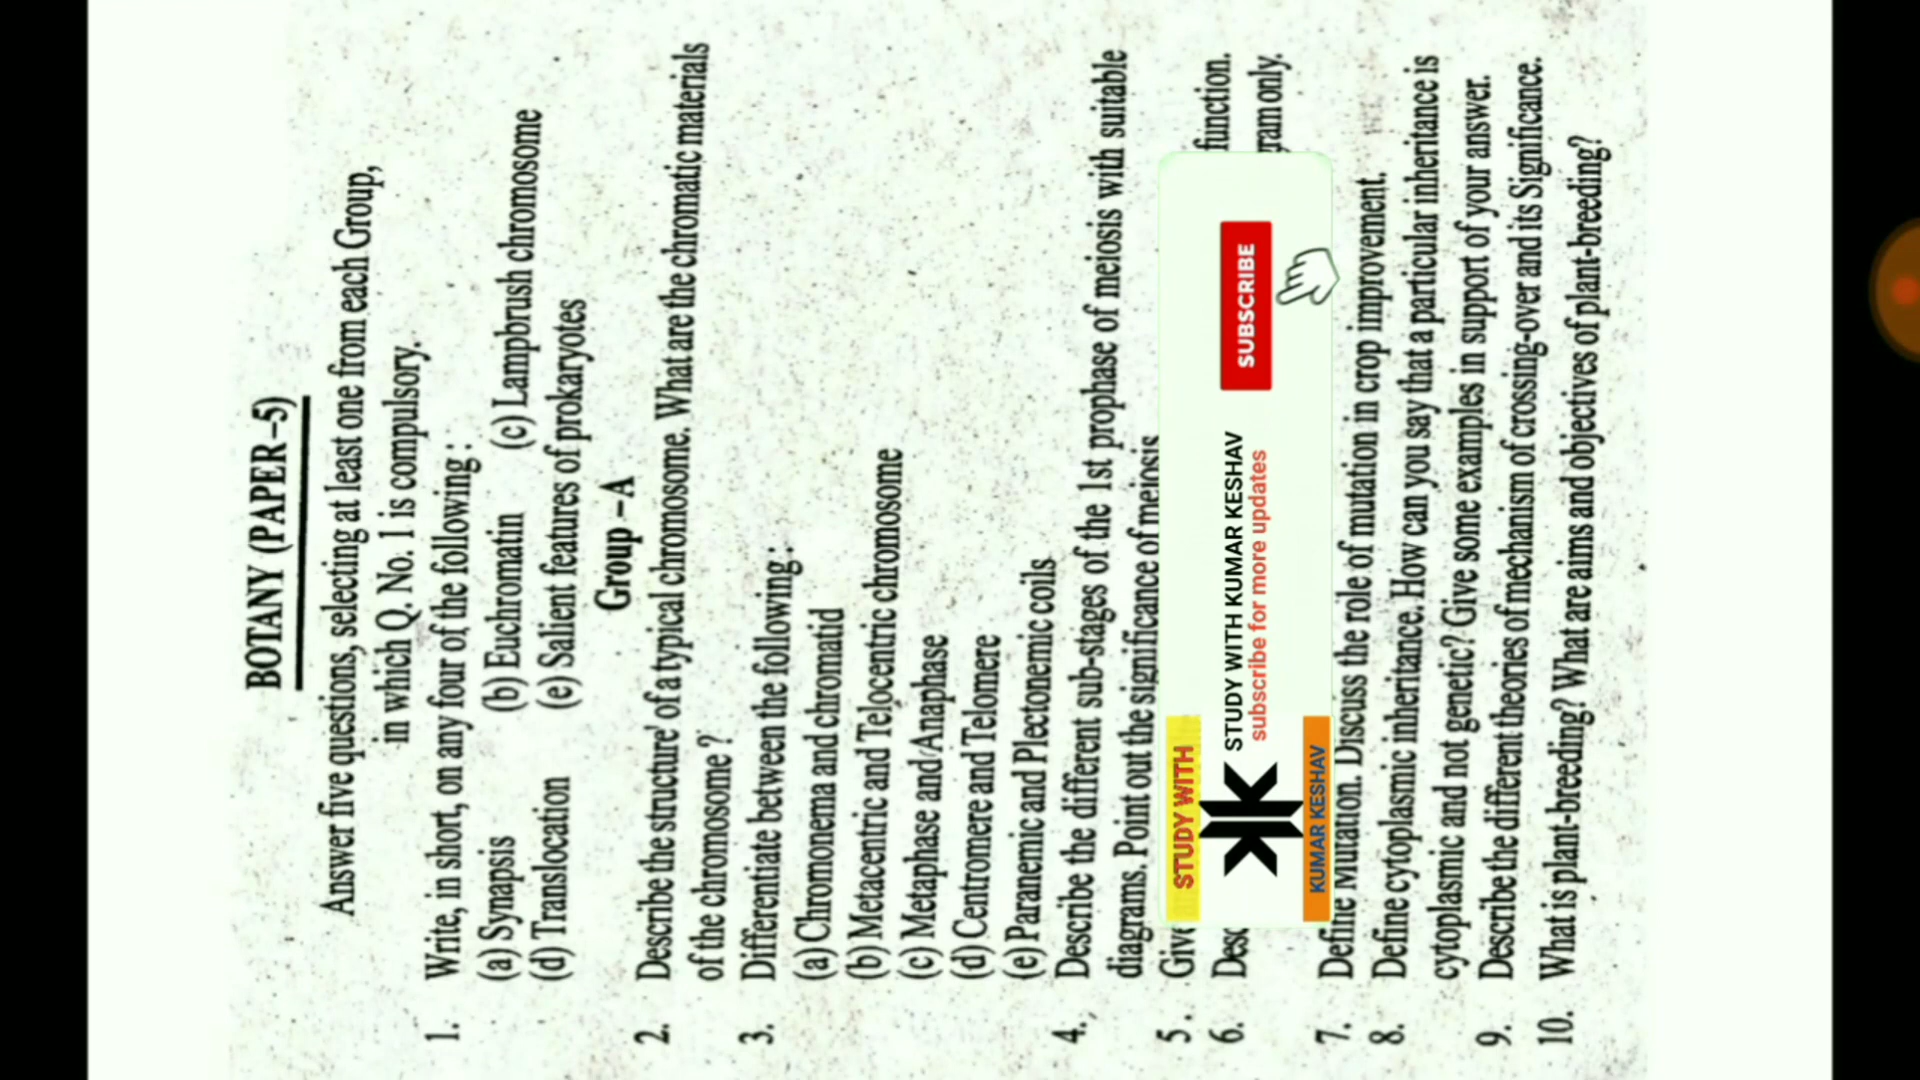 BOTANY (PAPER–5)
Answer five questions, selecting at least one from each Group,
in which Q. No. 1 is compulsory.
1. Write, in short, on any four of the following :
(a) Synapsis (b) Euchromatin (c) Lampbrush chromosome
(d) Translocation (e) Salient features of prokaryotes
Group – A
2. Describe the structure of a typical chromosome. What are the chromatic materials
of the chromosome ?
3. Differentiate between the following :
(a) Chromonema and chromatid
(b) Metacentric and Telocentric chromosome
(c) Metaphase and Anaphase
(d) Centromere and Telomere
(e) Paranemic and Plectonemic coils
4. Describe the different sub-stages of the 1st prophase of meiosis with suitable
diagrams. Point out the significance of meiosis
5. Give function.
6. only.
7. Define Mutation. Discuss the role of mutation in crop improvement.
8. Define cytoplasmic inheritance. How can you say that a particular inheritance is
cytoplasmic and not genetic? Give some examples in support of your answer.
9. Describe the different theories of mechanism of crossing-over and its Significance.
10. What is plant-breeding? What are aims and objectives of plant-breeding?
STUDY WITH
KUMAR KESHAV
STUDY WITH KUMAR KESHAV
subscribe for more updates
SUBSCRIBE